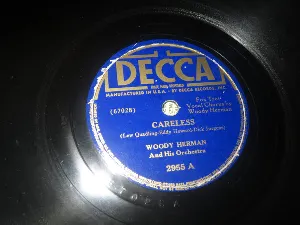 DECCA
MANUFACTURED IN U.S.A. BY DECCA RECORDS, INC.
(67028)
Fox Trot
Vocal Chorus by
Woody Herman
CARELESS
(Lew Quadling-Eddy Howard-Dick Jurgens)
WOODY HERMAN
And His Orchestra
2955 A